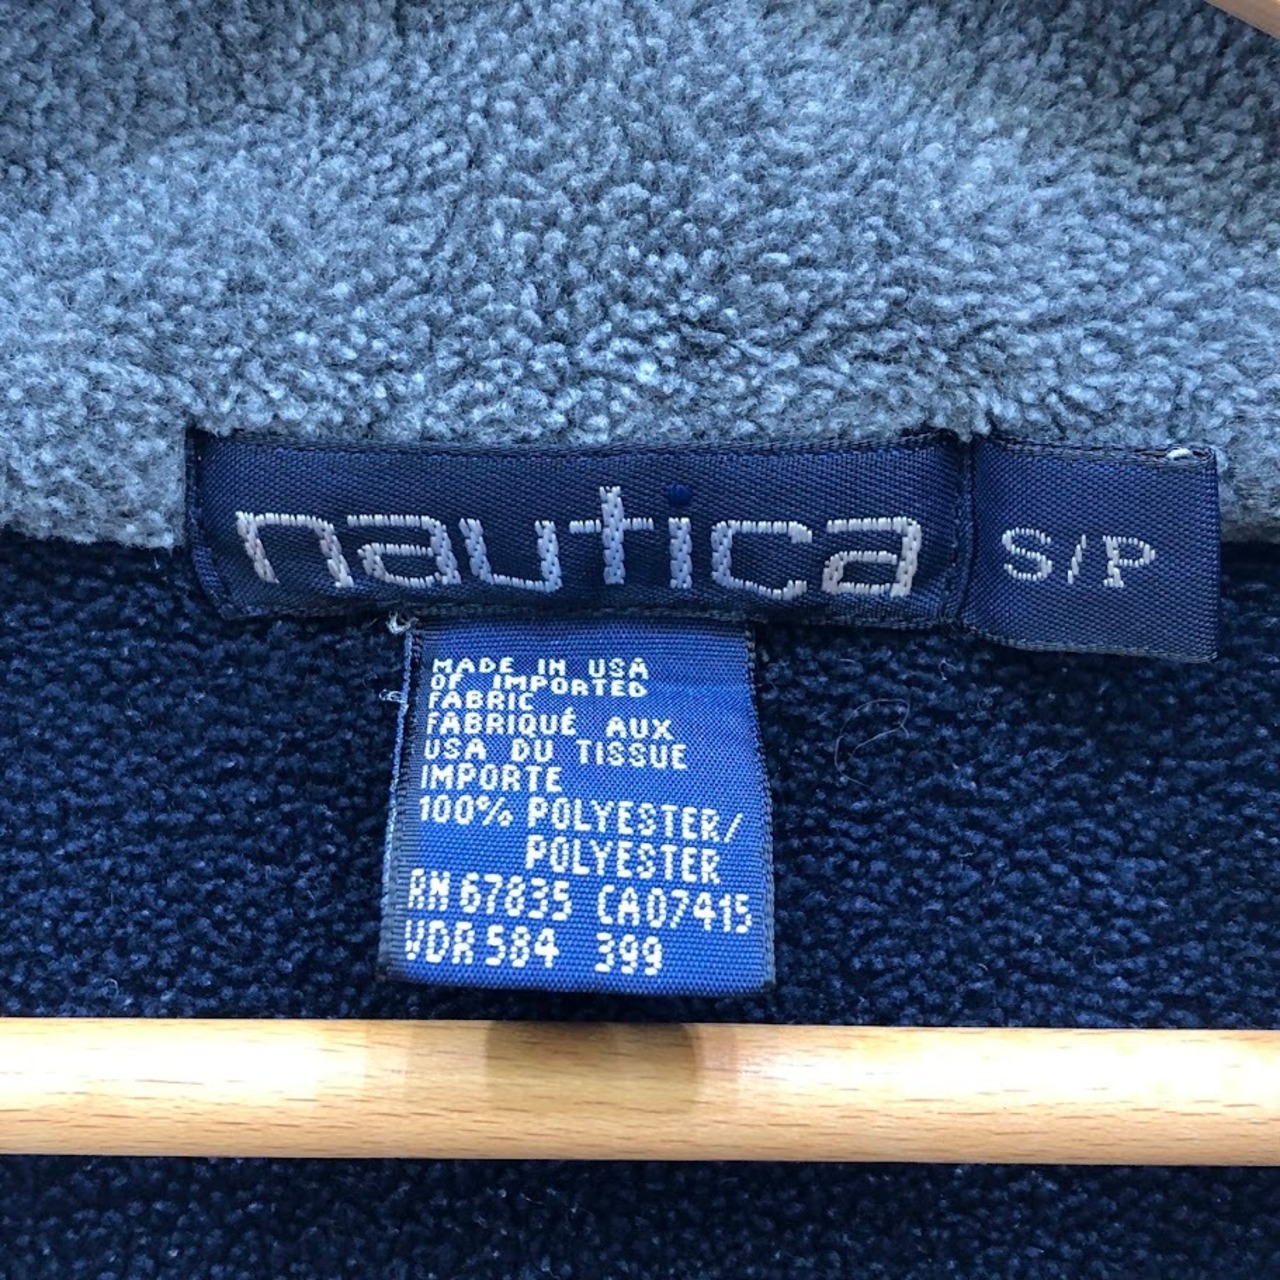 nautica S/P
MADE IN USA
OF IMPORTED
FABRIC
FABRIQUÉ AUX
USA DU TISSUE
IMPORTE
100% POLYESTER/
POLYESTER
RN 67835 CA07415
VDR 584 399